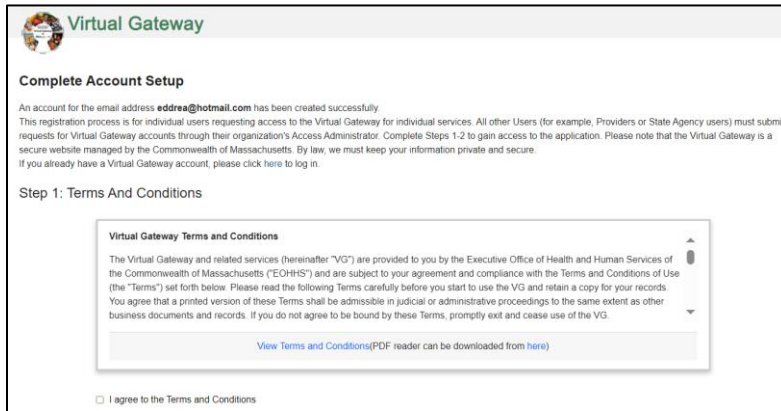 Virtual Gateway
Complete Account Setup
An account for the email address eddrea@hotmail.com has been created successfully.
This registration process is for individual users requesting access to the Virtual Gateway for individual services. All other Users (for example, Providers or State Agency users) must submi
requests for Virtual Gateway accounts through their organization's Access Administrator. Complete Steps 1-2 to gain access to the application. Please note that the Virtual Gateway is a
secure website managed by the Commonwealth of Massachusetts. By law, we must keep your information private and secure.
If you already have a Virtual Gateway account, please click here to log in.
Step 1: Terms And Conditions
Virtual Gateway Terms and Conditions
The Virtual Gateway and related services (hereinafter "VG") are provided to you by the Executive Office of Health and Human Services of
the Commonwealth of Massachusetts ("EOHHS") and are subject to your agreement and compliance with the Terms and Conditions of Use
(the "Terms") set forth below. Please read the following Terms carefully before you start to use the VG and retain a copy for your records.
You agree that a printed version of these Terms shall be admissible in judicial or administrative proceedings to the same extent as other
business documents and records. If you do not agree to be bound by these Terms, promptly exit and cease use of the VG.
View Terms and Conditions(PDF reader can be downloaded from here)
I agree to the Terms and Conditions